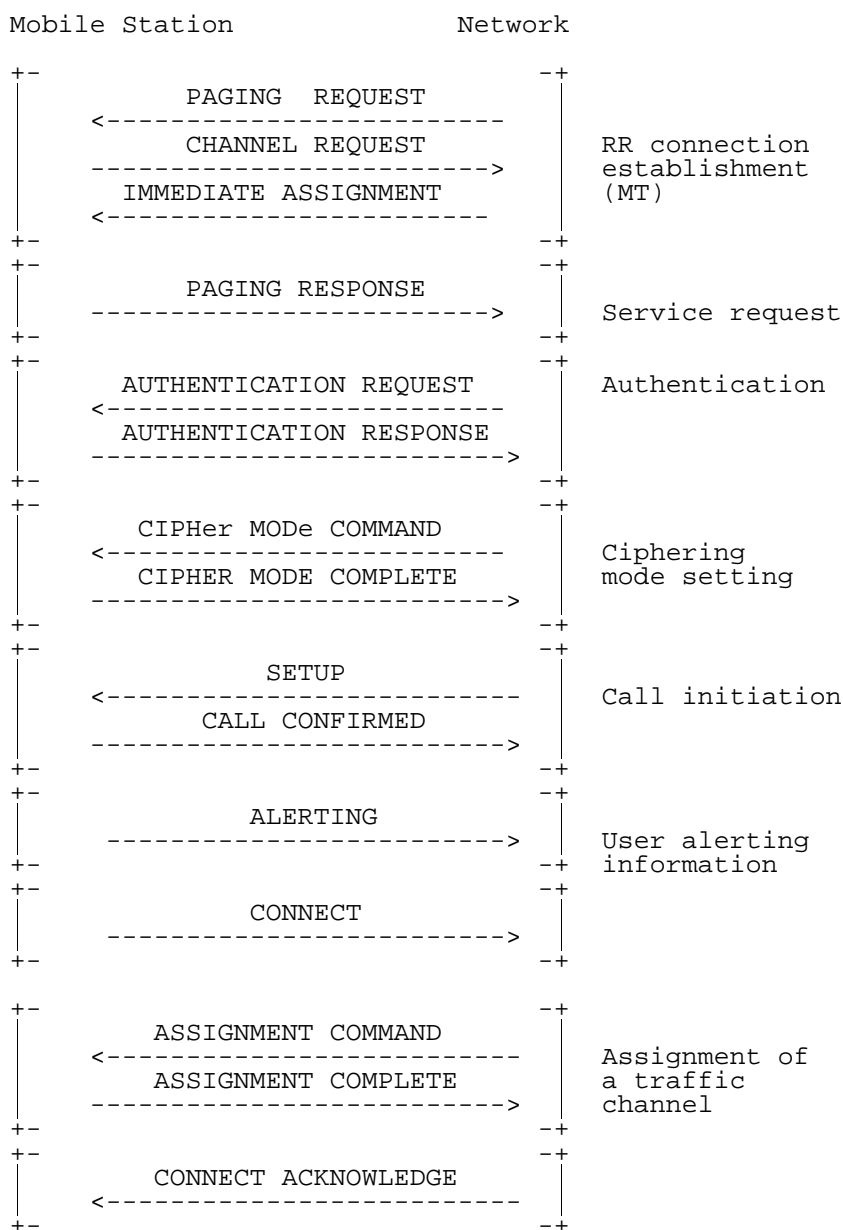 Mobile Station Network
PAGING REQUEST
CHANNEL REQUEST
RR connection
establishment
IMMEDIATE ASSIGNMENT
(MT)
PAGING RESPONSE
Service request
AUTHENTICATION REQUEST
Authentication
AUTHENTICATION RESPONSE
CIPHer MODe COMMAND
Ciphering
CIPHER MODE COMPLETE
mode setting
SETUP
Call initiation
CALL CONFIRMED
ALERTING
User alerting
information
CONNECT
ASSIGNMENT COMMAND
Assignment of
ASSIGNMENT COMPLETE
a traffic
channel
CONNECT ACKNOWLEDGE